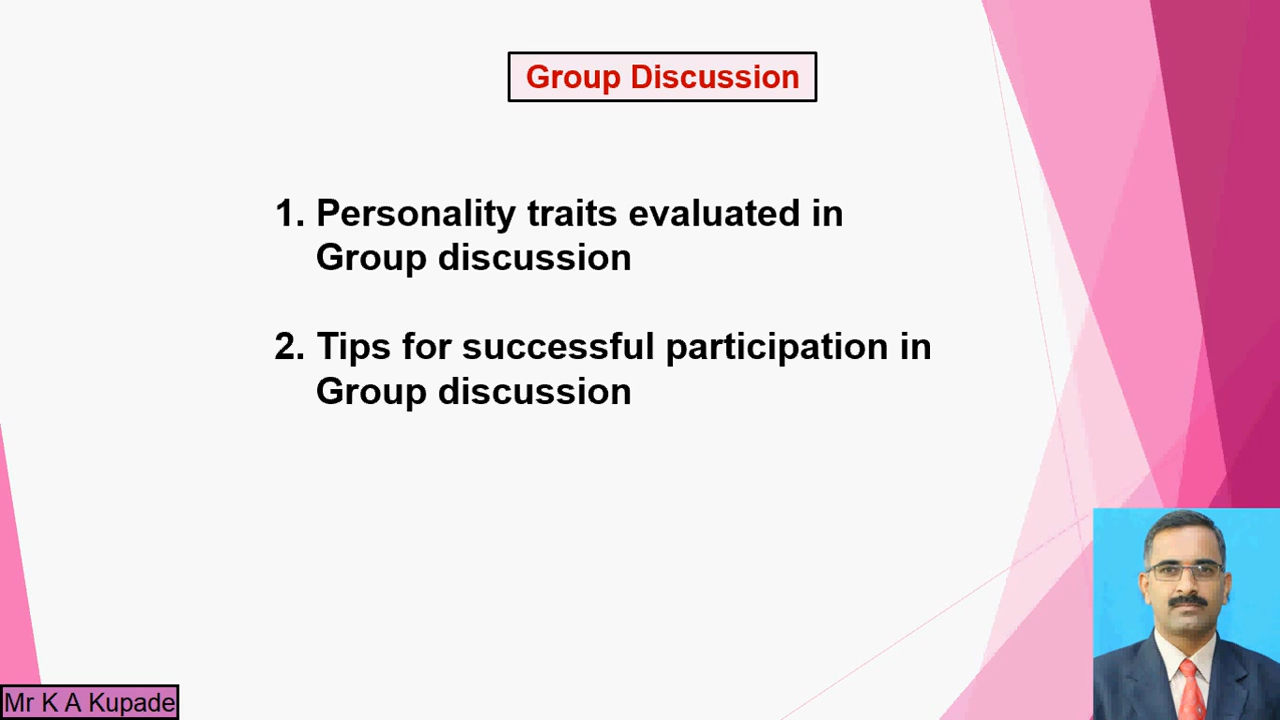 Group Discussion
1. Personality traits evaluated in
Group discussion
2. Tips for successful participation in
Group discussion
Mr K A Kupade